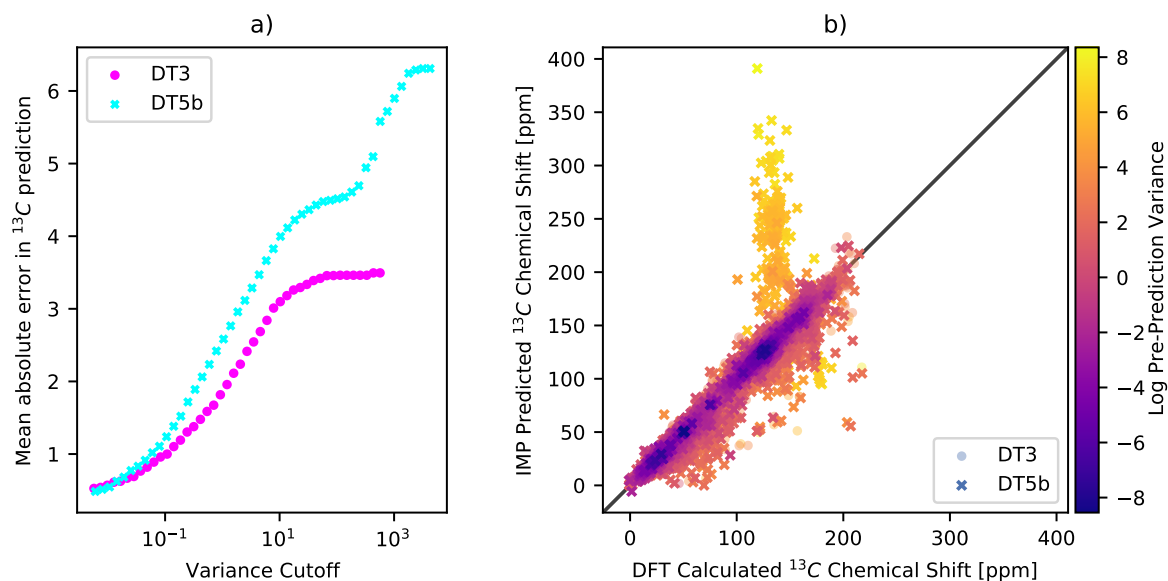 a)
Mean absolute error in ¹³C prediction
6
5
4
3
2
1
DT3
DT5b
10⁻¹ 10¹ 10³
Variance Cutoff
b)
IMP Predicted ¹³C Chemical Shift [ppm]
400
350
300
250
200
150
100
50
0
DT3
DT5b
0 100 200 300 400
DFT Calculated ¹³C Chemical Shift [ppm]
8
6
4
2
0
−2
−4
−6
−8
Log Pre-Prediction Variance